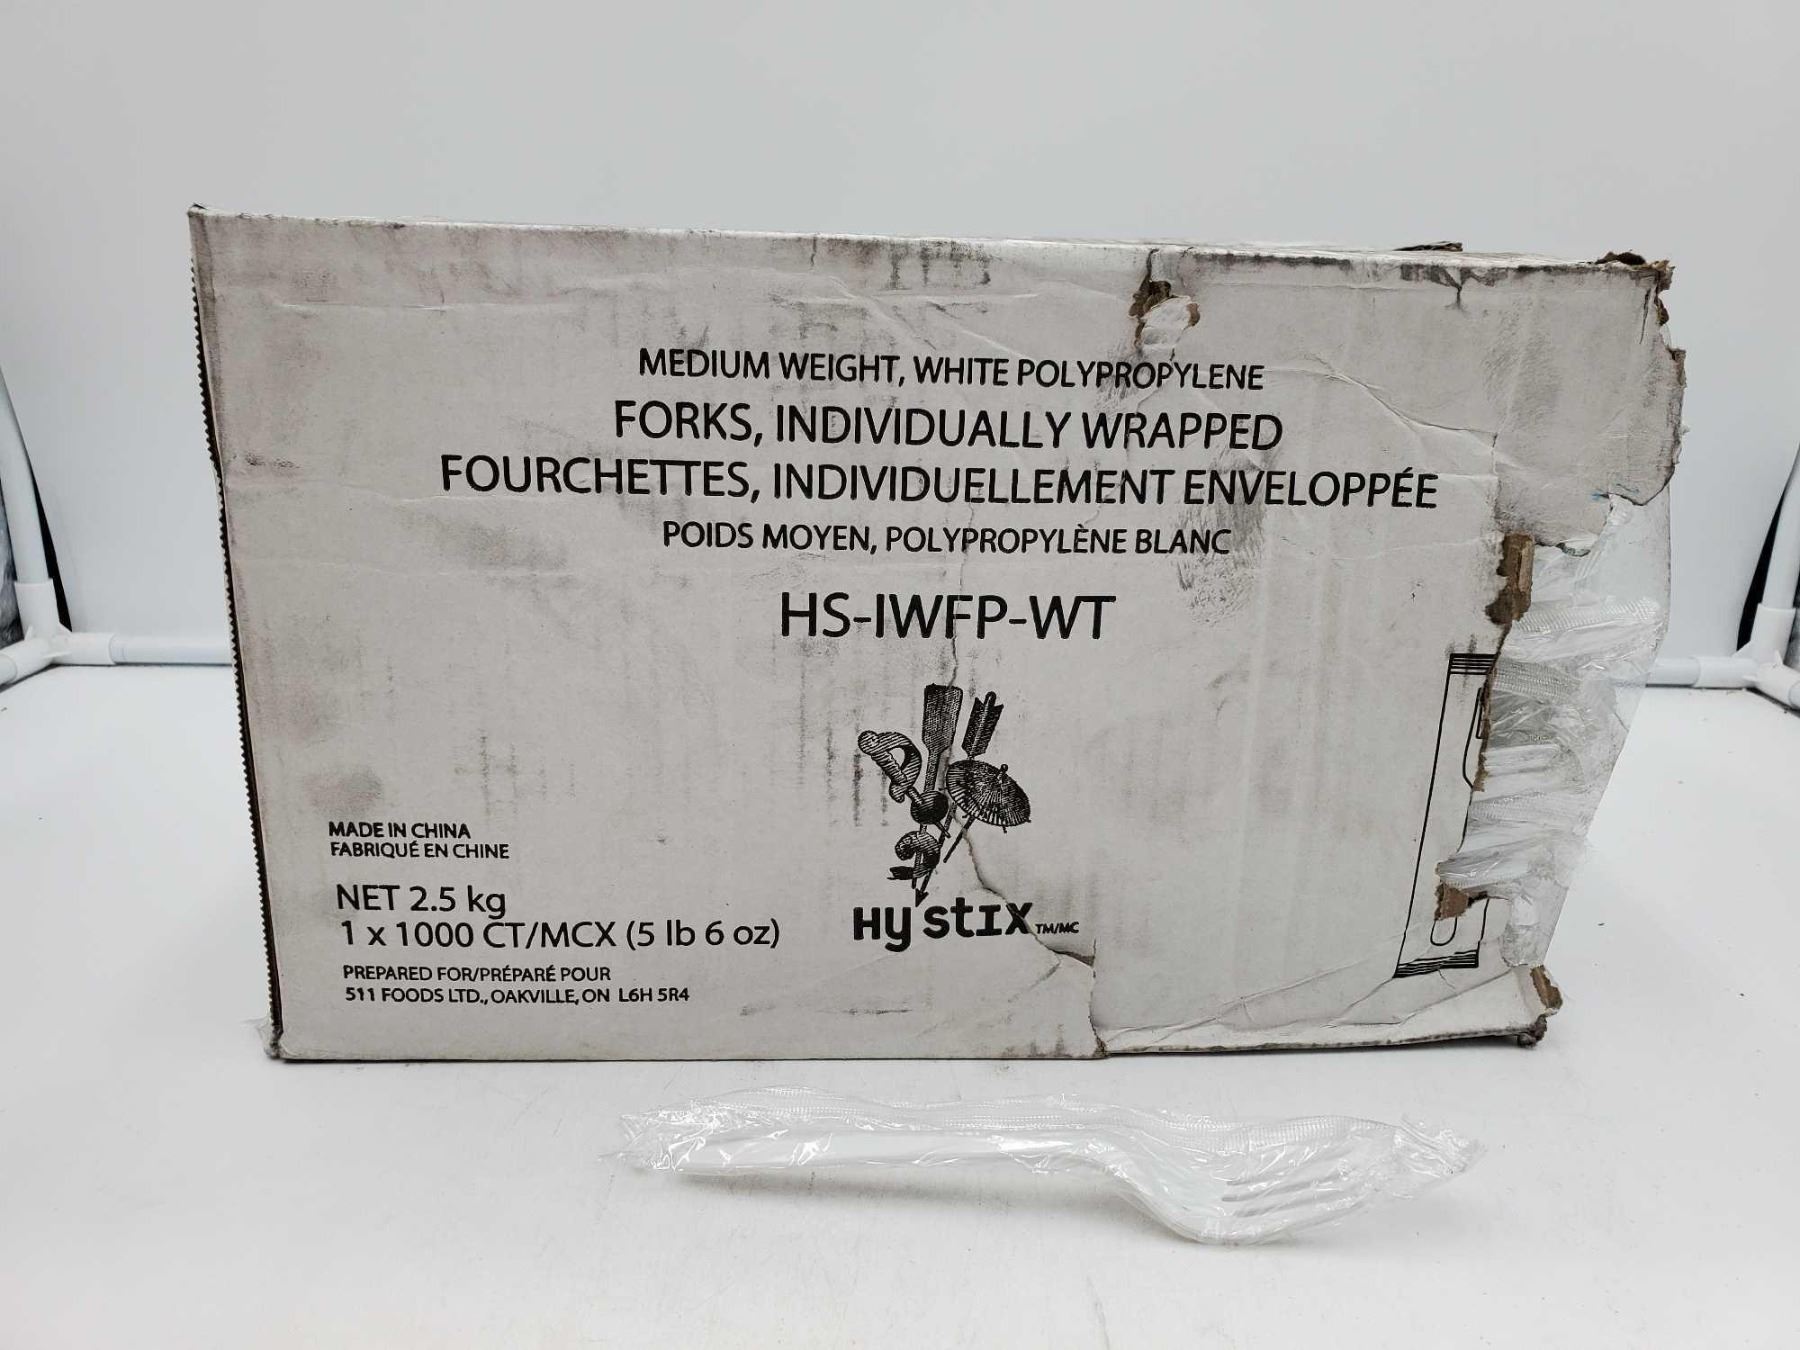 MEDIUM WEIGHT, WHITE POLYPROPYLENE
FORKS, INDIVIDUALLY WRAPPED
FOURCHETTES, INDIVIDUELLEMENT ENVELOPPÉE
POIDS MOYEN, POLYPROPYLÈNE BLANC
HS-IWFP-WT
MADE IN CHINA
FABRIQUÉ EN CHINE
NET 2.5 kg
1 x 1000 CT/MCX (5 lb 6 oz)
PREPARED FOR/PRÉPARÉ POUR
511 FOODS LTD., OAKVILLE, ON L6H 5R4
Hy stix TM/MC